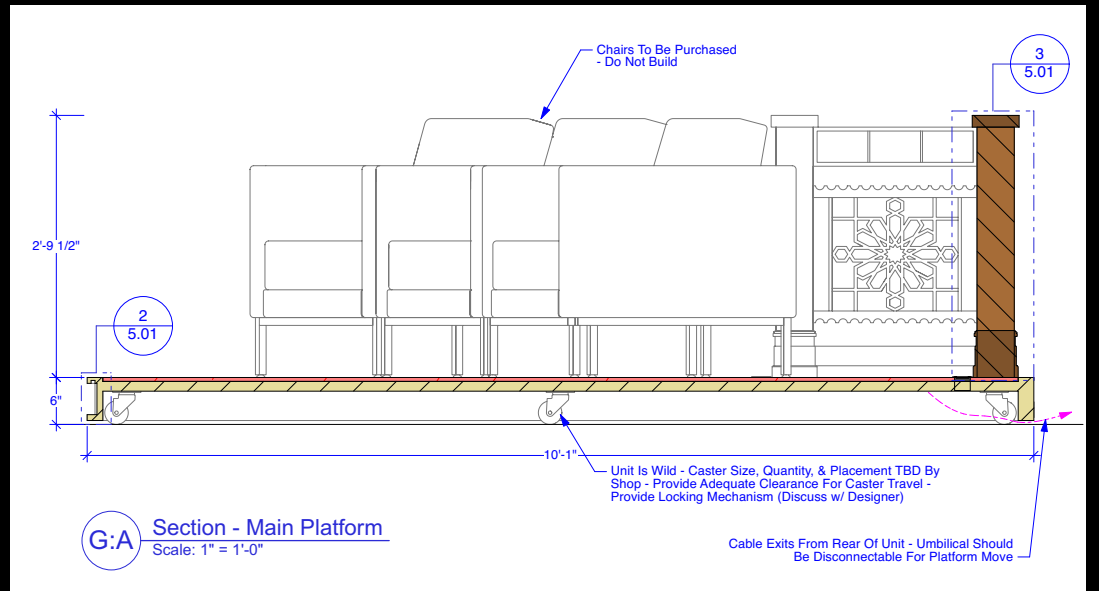 Chairs To Be Purchased
- Do Not Build
3
5.01
2'-9 1/2"
2
5.01
6"
10'-1"
Unit Is Wild - Caster Size, Quantity, & Placement TBD By
Shop - Provide Adequate Clearance For Caster Travel -
Provide Locking Mechanism (Discuss w/ Designer)
G:A
Section - Main Platform
Scale: 1" = 1'-0"
Cable Exits From Rear Of Unit - Umbilical Should
Be Disconnectable For Platform Move